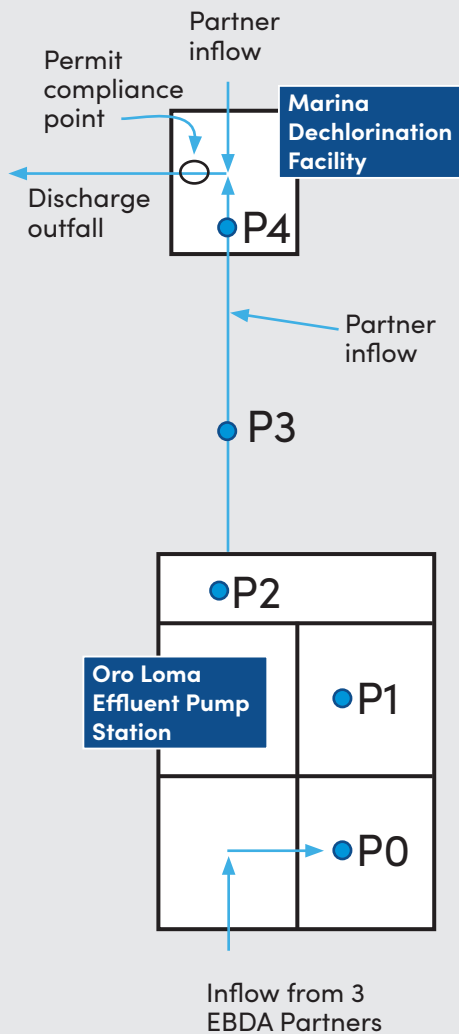 Partner
inflow
Permit
compliance
point
Marina
Dechlorination
Facility
Discharge
outfall
P4
Partner
inflow
P3
P2
Oro Loma
Effluent Pump
Station
P1
P0
Inflow from 3
EBDA Partners